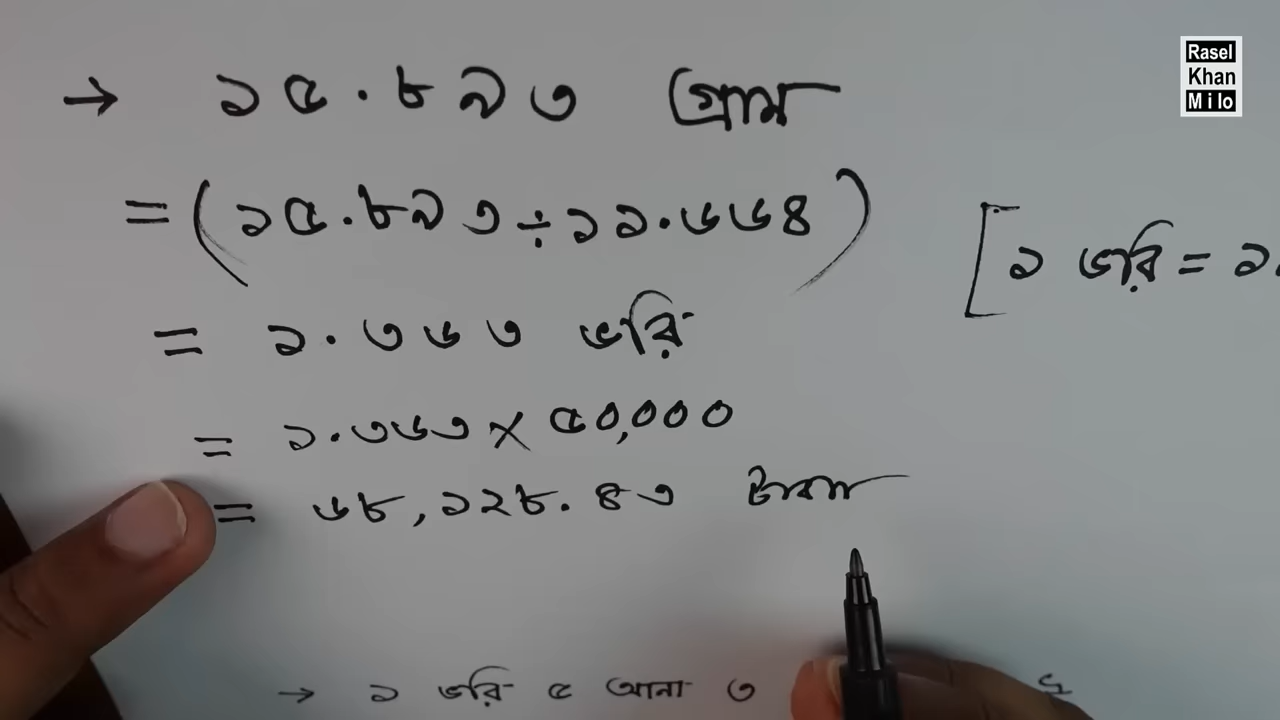 Rasel
Khan
Milo
→ ১৫.৮৯৩ গ্রাম
= (১৫.৮৯৩÷১১.৬৬৪)
[১ ভরি = ১
= ১.৩৬৩ ভরি
= ১.৩৬৩ × ৫০,০০০
= ৬৮,১২৮.৪৩ টাকা
→ ১ ভরি ৫ আনা ৩